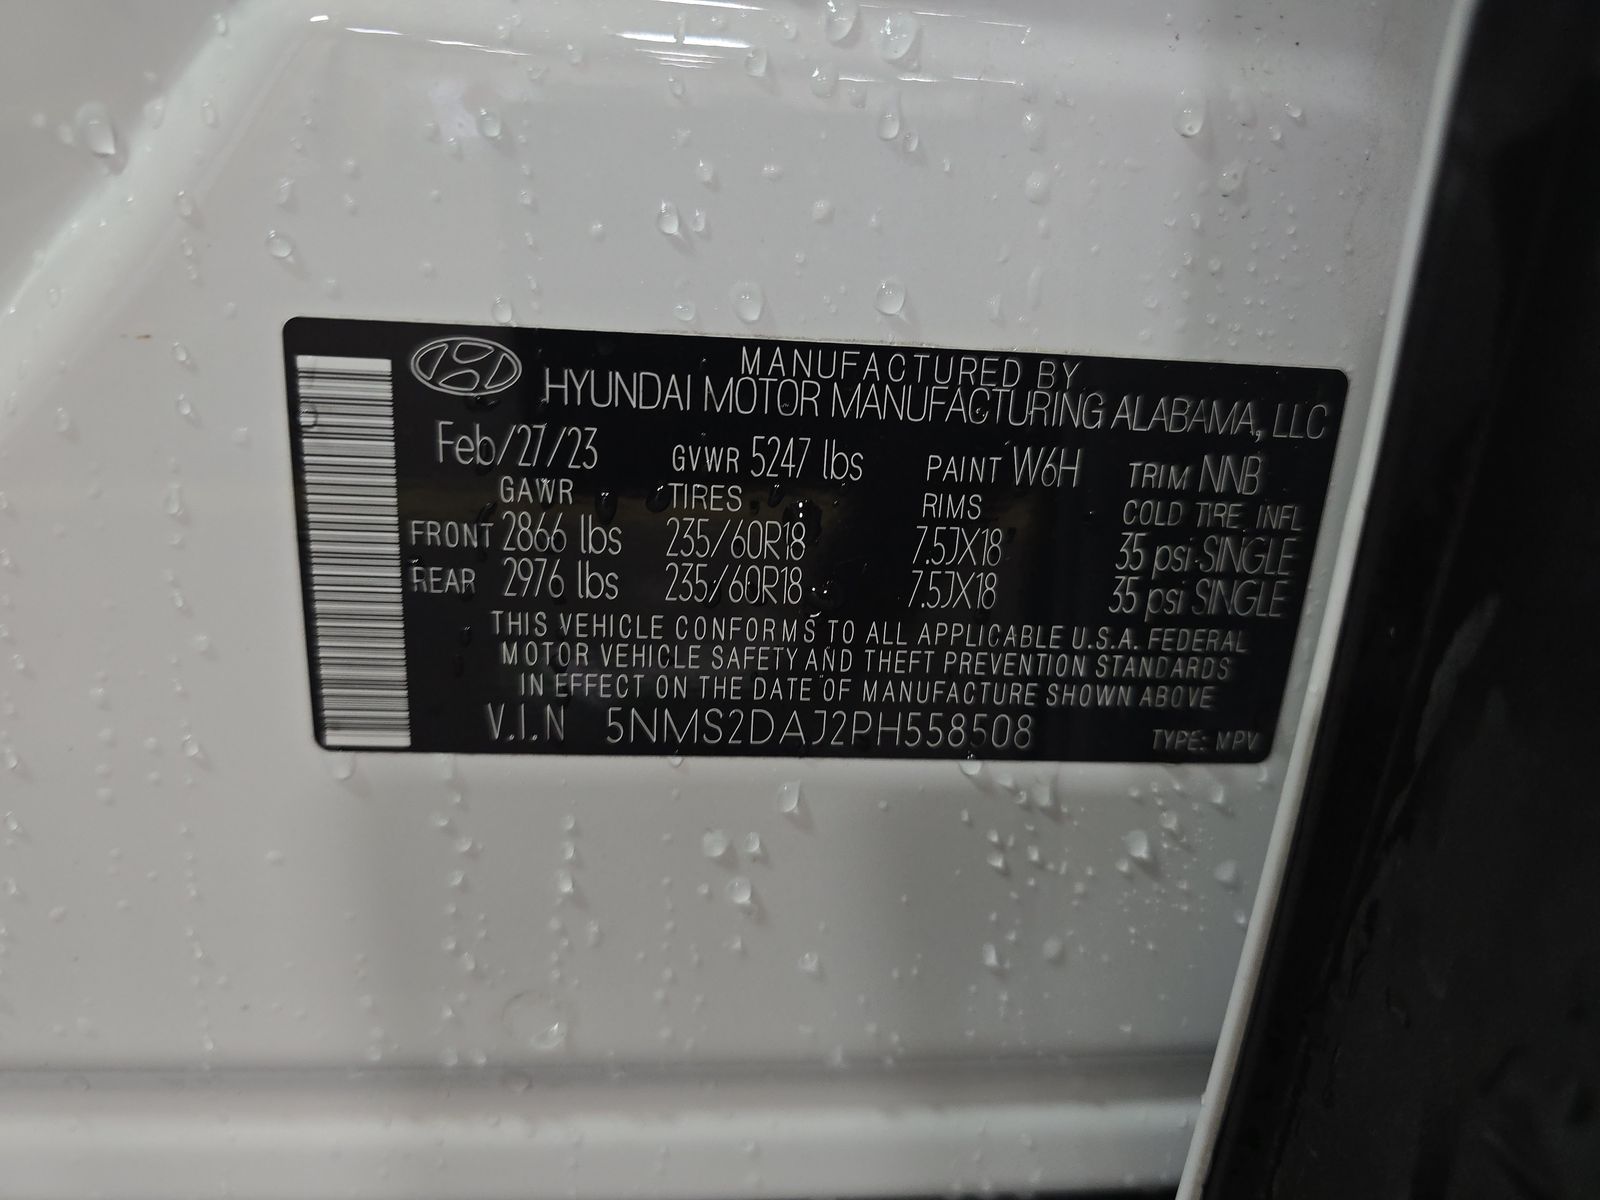 MANUFACTURED BY
HYUNDAI MOTOR MANUFACTURING ALABAMA, LLC
Feb/27/23 GVWR 5247 lbs PAINT W6H TRIM NNB
GAWR TIRES RIMS COLD TIRE INFL
FRONT 2866 lbs 235/60R18 7.5JX18 35 psi SINGLE
REAR 2976 lbs 235/60R18 7.5JX18 35 psi SINGLE
THIS VEHICLE CONFORMS TO ALL APPLICABLE U.S.A. FEDERAL
MOTOR VEHICLE SAFETY AND THEFT PREVENTION STANDARDS
IN EFFECT ON THE DATE OF MANUFACTURE SHOWN ABOVE
V.I.N 5NMS2DAJ2PH558508 TYPE: MPV